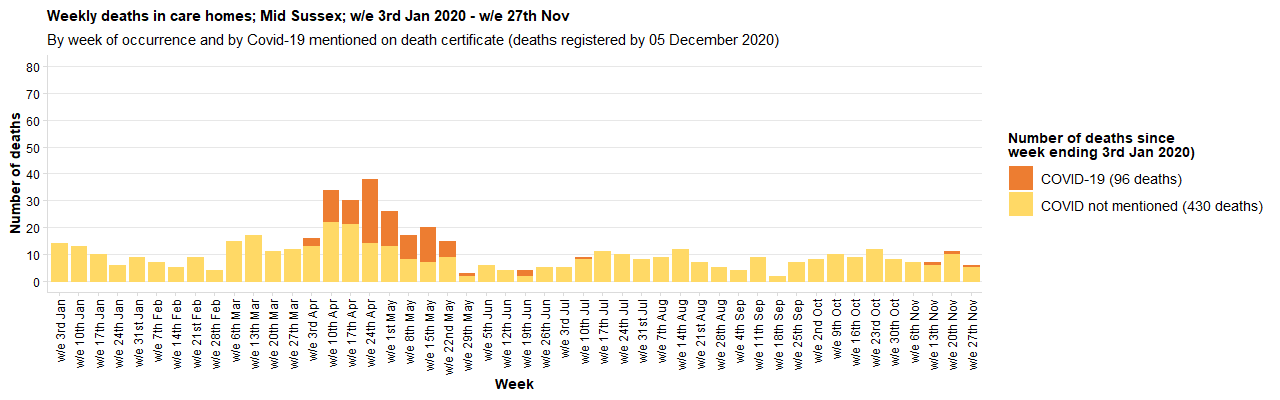 Weekly deaths in care homes; Mid Sussex; w/e 3rd Jan 2020 - w/e 27th Nov
By week of occurrence and by Covid-19 mentioned on death certificate (deaths registered by 05 December 2020)
Number of deaths
80
70
60
50
40
30
20
10
0
w/e 3rd Jan
w/e 10th Jan
w/e 17th Jan
w/e 24th Jan
w/e 31st Jan
w/e 7th Feb
w/e 14th Feb
w/e 21st Feb
w/e 28th Feb
w/e 6th Mar
w/e 13th Mar
w/e 20th Mar
w/e 27th Mar
w/e 3rd Apr
w/e 10th Apr
w/e 17th Apr
w/e 24th Apr
w/e 1st May
w/e 8th May
w/e 15th May
w/e 22nd May
w/e 29th May
w/e 5th Jun
w/e 12th Jun
w/e 19th Jun
w/e 26th Jun
w/e 3rd Jul
w/e 10th Jul
w/e 17th Jul
w/e 24th Jul
w/e 31st Jul
w/e 7th Aug
w/e 14th Aug
w/e 21st Aug
w/e 28th Aug
w/e 4th Sep
w/e 11th Sep
w/e 18th Sep
w/e 25th Sep
w/e 2nd Oct
w/e 9th Oct
w/e 16th Oct
w/e 23rd Oct
w/e 30th Oct
w/e 6th Nov
w/e 13th Nov
w/e 20th Nov
w/e 27th Nov
Week
Number of deaths since
week ending 3rd Jan 2020)
COVID-19 (96 deaths)
COVID not mentioned (430 deaths)